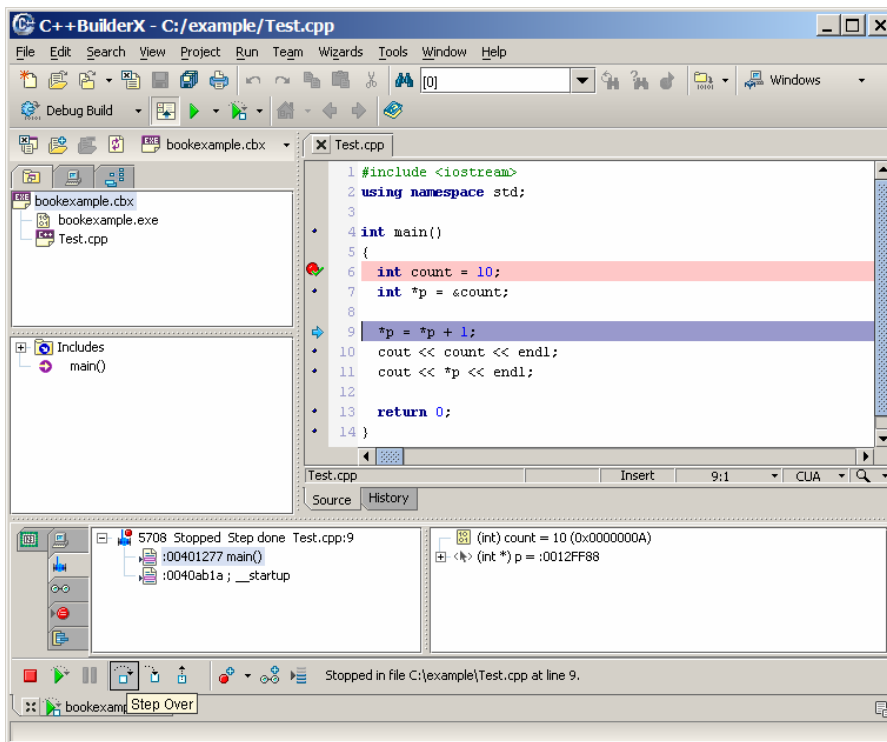 C++BuilderX - C:/example/Test.cpp
File Edit Search View Project Run Team Wizards Tools Window Help
[0] Windows
Debug Build
bookexample.cbx
Test.cpp
bookexample.cbx
bookexample.exe
Test.cpp
Includes
main()
1 #include <iostream>
2 using namespace std;
3
4 int main()
5 {
6 int count = 10;
7 int *p = &count;
8
9 *p = *p + 1;
10 cout << count << endl;
11 cout << *p << endl;
12
13 return 0;
14 }
Test.cpp Insert 9:1 CUA
Source History
5708 Stopped Step done Test.cpp:9
:00401277 main()
:0040ab1a ; __startup
(int) count = 10 (0x0000000A)
(int *) p = :0012FF88
Stopped in file C:\example\Test.cpp at line 9.
bookexamp
Step Over